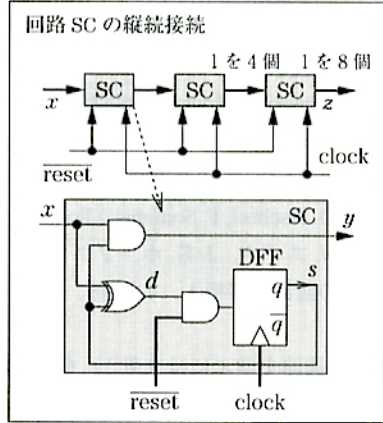 回路 SC の縦続接続
1 を 4 個 1 を 8 個
x SC SC SC z
reset clock
x SC y
DFF
d q s
q
reset clock